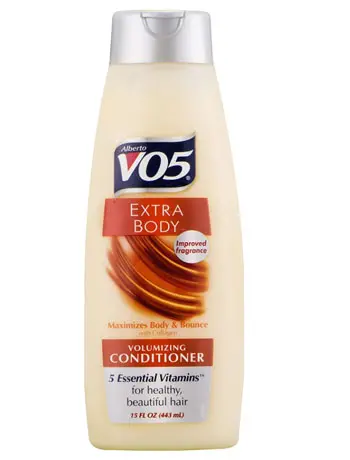 Alberto
VO5®
EXTRA
BODY
Improved
fragrance
Maximizes Body & Bounce
with Collagen
VOLUMIZING
CONDITIONER
5 Essential Vitamins™
for healthy,
beautiful hair
15 FL OZ (443 mL)